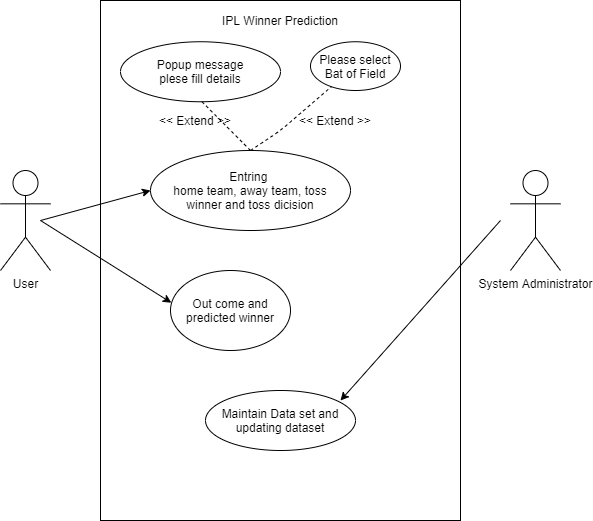 IPL Winner Prediction
Popup message
plese fill details
Please select
Bat of Field
<< Extend >>
<< Extend >>
Entring
home team, away team, toss
winner and toss dicision
User
System Administrator
Out come and
predicted winner
Maintain Data set and
updating dataset